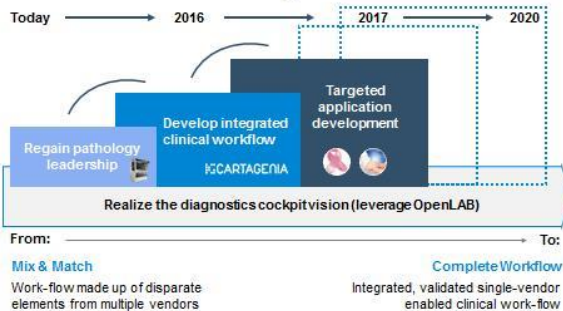 Today 2016 2017 2020
Targeted
application
development
Develop integrated
clinical workflow
CARTAGENIA
Regain pathology
leadership
Realize the diagnostics cockpit vision (leverage OpenLAB)
From: To:
Mix & Match Complete Workflow
Work-flow made up of disparate Integrated, validated single-vendor
elements from multiple vendors enabled clinical work-flow